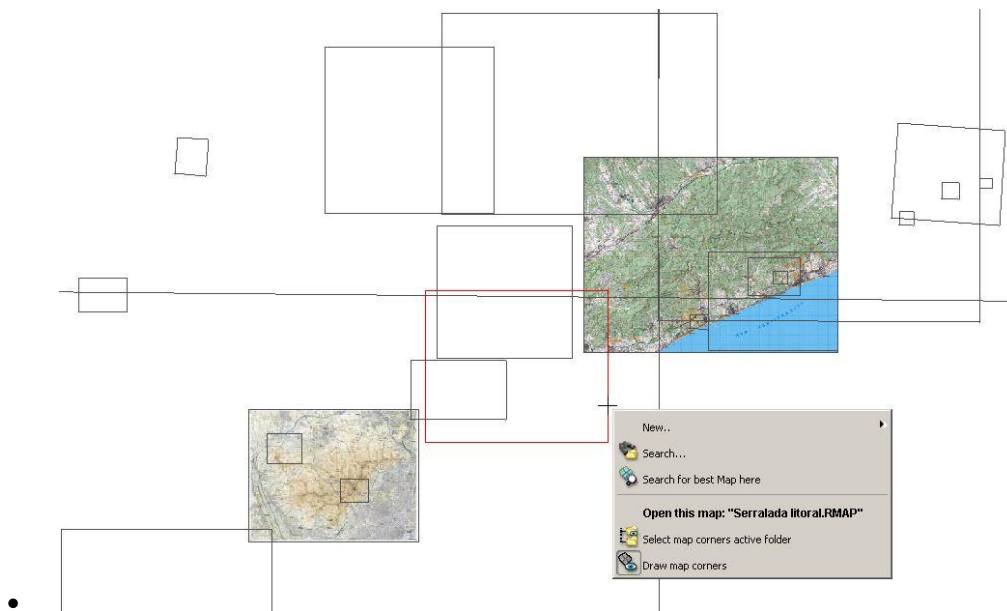 New..
Search...
Search for best Map here
Open this map: "Serralada litoral.RMAP"
Select map corners active folder
Draw map corners